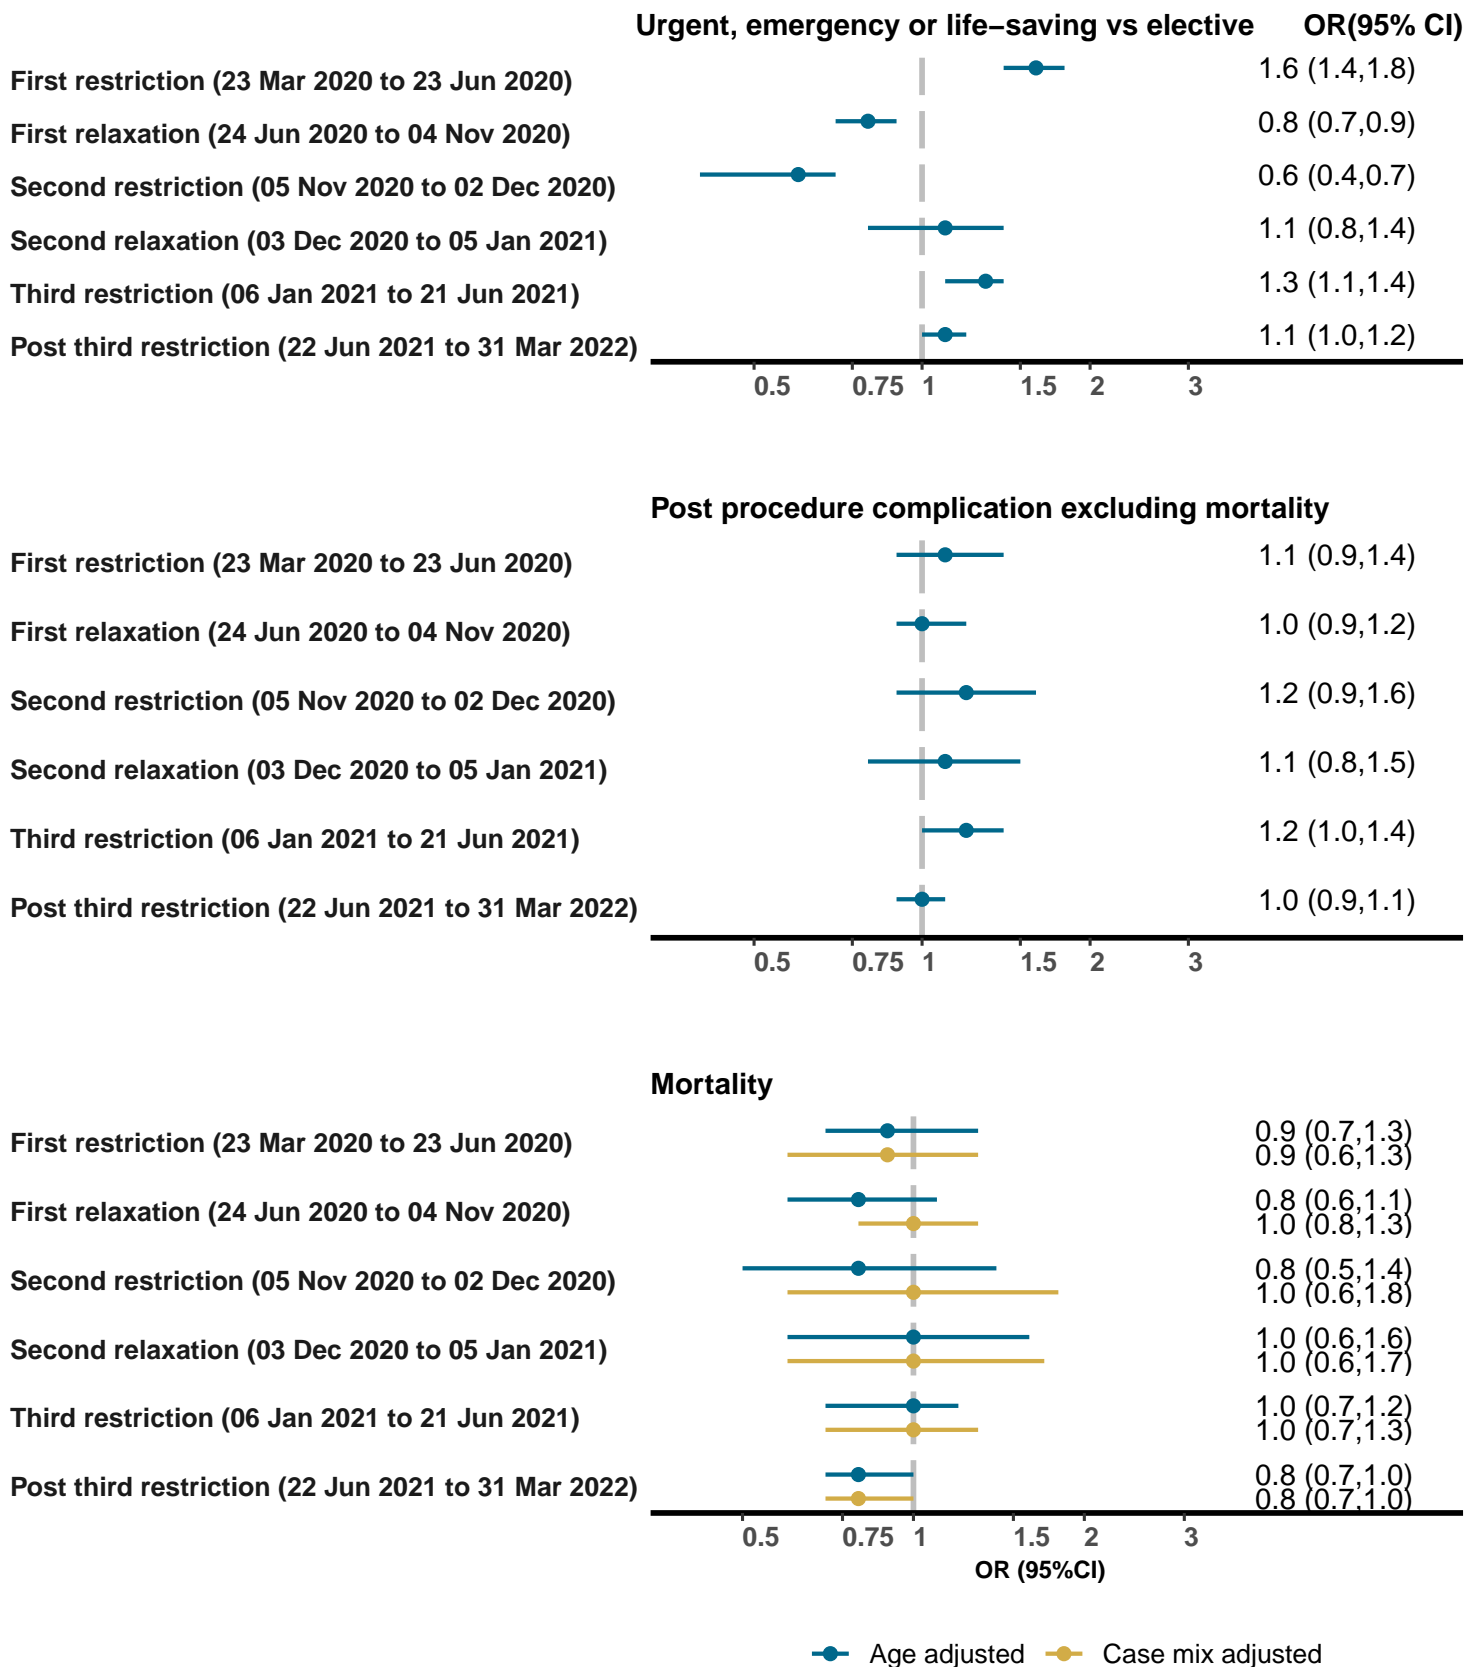 Urgent, emergency or life−saving vs elective OR(95% CI)
First restriction (23 Mar 2020 to 23 Jun 2020) 1.6 (1.4,1.8)
First relaxation (24 Jun 2020 to 04 Nov 2020) 0.8 (0.7,0.9)
Second restriction (05 Nov 2020 to 02 Dec 2020) 0.6 (0.4,0.7)
Second relaxation (03 Dec 2020 to 05 Jan 2021) 1.1 (0.8,1.4)
Third restriction (06 Jan 2021 to 21 Jun 2021) 1.3 (1.1,1.4)
Post third restriction (22 Jun 2021 to 31 Mar 2022) 1.1 (1.0,1.2)
0.5 0.75 1 1.5 2 3
Post procedure complication excluding mortality
First restriction (23 Mar 2020 to 23 Jun 2020) 1.1 (0.9,1.4)
First relaxation (24 Jun 2020 to 04 Nov 2020) 1.0 (0.9,1.2)
Second restriction (05 Nov 2020 to 02 Dec 2020) 1.2 (0.9,1.6)
Second relaxation (03 Dec 2020 to 05 Jan 2021) 1.1 (0.8,1.5)
Third restriction (06 Jan 2021 to 21 Jun 2021) 1.2 (1.0,1.4)
Post third restriction (22 Jun 2021 to 31 Mar 2022) 1.0 (0.9,1.1)
0.5 0.75 1 1.5 2 3
Mortality
First restriction (23 Mar 2020 to 23 Jun 2020) 0.9 (0.7,1.3)
0.9 (0.6,1.3)
First relaxation (24 Jun 2020 to 04 Nov 2020) 0.8 (0.6,1.1)
1.0 (0.8,1.3)
Second restriction (05 Nov 2020 to 02 Dec 2020) 0.8 (0.5,1.4)
1.0 (0.6,1.8)
Second relaxation (03 Dec 2020 to 05 Jan 2021) 1.0 (0.6,1.6)
1.0 (0.6,1.7)
Third restriction (06 Jan 2021 to 21 Jun 2021) 1.0 (0.7,1.2)
1.0 (0.7,1.3)
Post third restriction (22 Jun 2021 to 31 Mar 2022) 0.8 (0.7,1.0)
0.8 (0.7,1.0)
0.5 0.75 1 1.5 2 3
OR (95%CI)
Age adjusted Case mix adjusted